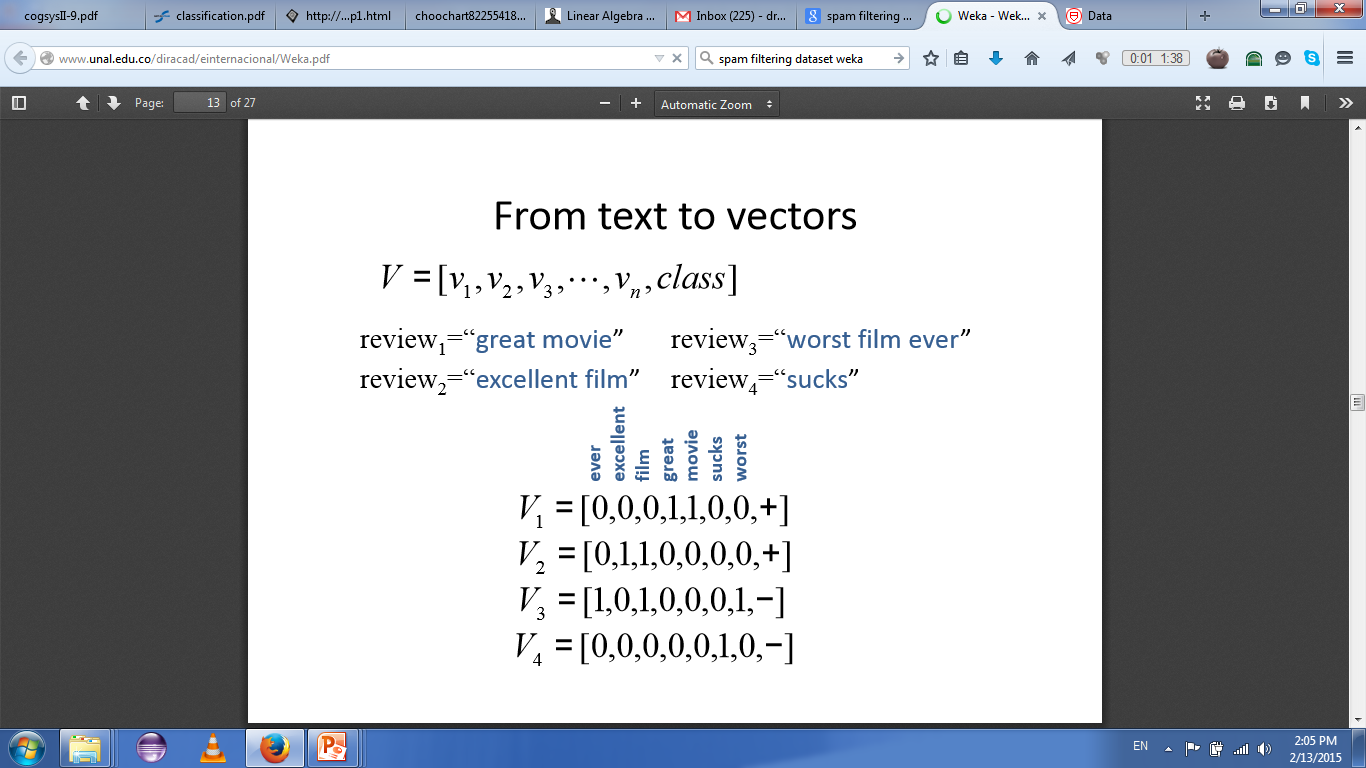 cogsysII-9.pdf
classification.pdf
http://...p1.html
choochart82255418...
Linear Algebra ...
Inbox (225) - dr...
spam filtering ...
Weka - Wek...
Data
www.unal.edu.co/diracad/einternacional/Weka.pdf
spam filtering dataset weka
0:01 1:38
Page: 13 of 27
Automatic Zoom
From text to vectors
V = [v1, v2, v3, ⋯, vn, class]
review1=“great movie” review3=“worst film ever”
review2=“excellent film” review4=“sucks”
ever excellent film great movie sucks worst
V1 = [0,0,0,1,1,0,0,+]
V2 = [0,1,1,0,0,0,0,+]
V3 = [1,0,1,0,0,0,1,−]
V4 = [0,0,0,0,0,1,0,−]
EN
2:05 PM
2/13/2015